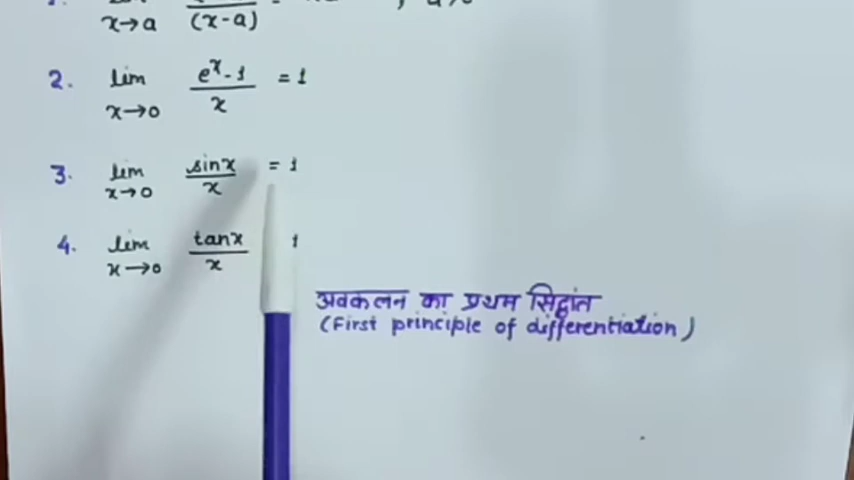 x→a (x-a)
2. lim x→0 e^x-1 / x = 1
3. lim x→0 sinx / x = 1
4. lim x→0 tanx / x 1
अवकलन का प्रथम सिद्धांत
(First principle of differentiation)